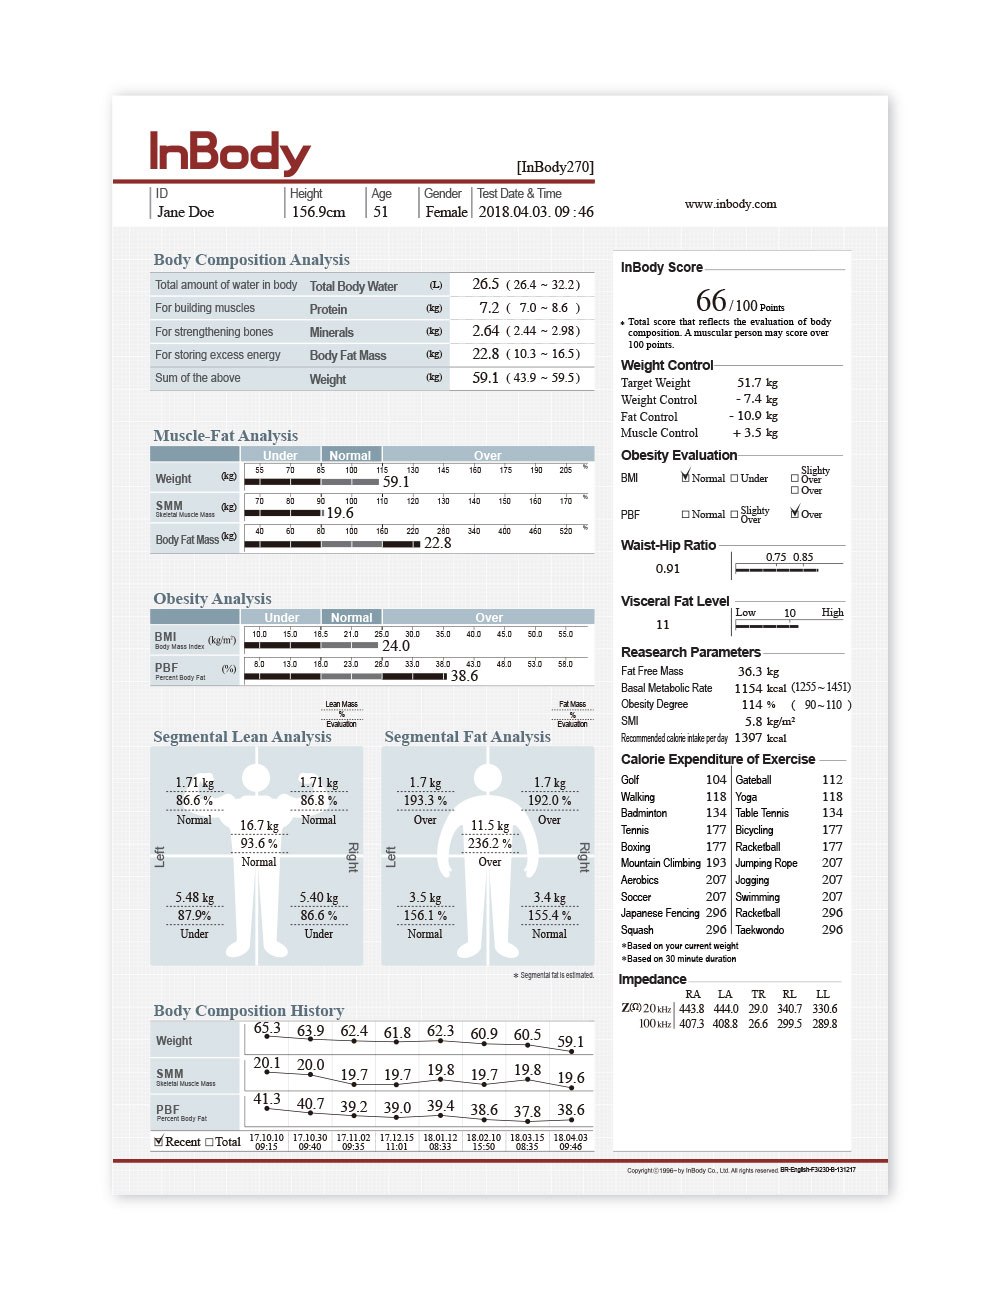 InBody
[InBody270]
ID Height Age Gender Test Date & Time
Jane Doe 156.9cm 51 Female 2018.04.03. 09:46
www.inbody.com
Body Composition Analysis
Total amount of water in body Total Body Water (L) 26.5 ( 26.4 ~ 32.2 )
For building muscles Protein (kg) 7.2 ( 7.0 ~ 8.6 )
For strengthening bones Minerals (kg) 2.64 ( 2.44 ~ 2.98)
For storing excess energy Body Fat Mass (kg) 22.8 ( 10.3 ~ 16.5 )
Sum of the above Weight (kg) 59.1 ( 43.9 ~ 59.5 )
Muscle-Fat Analysis
Under Normal Over
Weight (kg) 55 70 85 100 115 130 145 160 175 190 205 %
59.1
SMM (kg) 70 80 90 100 110 120 130 140 150 160 170 %
Skeletal Muscle Mass 19.6
Body Fat Mass (kg) 40 60 80 100 160 220 280 340 400 460 520 %
22.8
Obesity Analysis
Under Normal Over
BMI (kg/m²) 10.0 15.0 18.5 21.0 25.0 30.0 35.0 40.0 45.0 50.0 55.0
Body Mass Index 24.0
PBF (%) 8.0 13.0 18.0 23.0 28.0 33.0 38.0 43.0 48.0 53.0 58.0
Percent Body Fat 38.6
Lean Mass
%
Evaluation
Segmental Lean Analysis
1.71 kg 1.71 kg
86.6 % 86.8 %
Normal Normal
16.7 kg
93.6 %
Normal
Left Right
5.48 kg 5.40 kg
87.9% 86.6 %
Under Under
Fat Mass
%
Evaluation
Segmental Fat Analysis
1.7 kg 1.7 kg
193.3 % 192.0 %
Over Over
11.5 kg
236.2 %
Over
Left Right
3.5 kg 3.4 kg
156.1 % 155.4 %
Normal Normal
* Segmental fat is estimated.
Body Composition History
Weight 65.3 63.9 62.4 61.8 62.3 60.9 60.5 59.1
SMM 20.1 20.0 19.7 19.7 19.8 19.7 19.8 19.6
Skeletal Muscle Mass
PBF 41.3 40.7 39.2 39.0 39.4 38.6 37.8 38.6
Percent Body Fat
Recent Total 17.10.10 17.10.30 17.11.02 17.12.15 18.01.12 18.02.10 18.03.15 18.04.03
09:15 09:40 09:35 11:01 08:33 15:50 08:35 09:46
InBody Score
66 / 100 Points
* Total score that reflects the evaluation of body
composition. A muscular person may score over
100 points.
Weight Control
Target Weight 51.7 kg
Weight Control - 7.4 kg
Fat Control - 10.9 kg
Muscle Control + 3.5 kg
Obesity Evaluation
BMI Normal Under Slighty Over
Over
PBF Normal Slighty Over Over
Waist-Hip Ratio
0.75 0.85
0.91
Visceral Fat Level
Low 10 High
11
Reasearch Parameters
Fat Free Mass 36.3 kg
Basal Metabolic Rate 1154 kcal (1255 ~ 1451)
Obesity Degree 114 % ( 90 ~ 110 )
SMI 5.8 kg/m²
Recommended calorie intake per day 1397 kcal
Calorie Expenditure of Exercise
Golf 104 Gateball 112
Walking 118 Yoga 118
Badminton 134 Table Tennis 134
Tennis 177 Bicycling 177
Boxing 177 Racketball 177
Mountain Climbing 193 Jumping Rope 207
Aerobics 207 Jogging 207
Soccer 207 Swimming 207
Japanese Fencing 296 Racketball 296
Squash 296 Taekwondo 296
*Based on your current weight
*Based on 30 minute duration
Impedance
RA LA TR RL LL
Z(Ω) 20 kHz 443.8 444.0 29.0 340.7 330.6
100 kHz 407.3 408.8 26.6 299.5 289.8
Copyright ⓒ 1996~ by InBody Co., Ltd. All rights reserved. BR-English-F3/230-B-131217